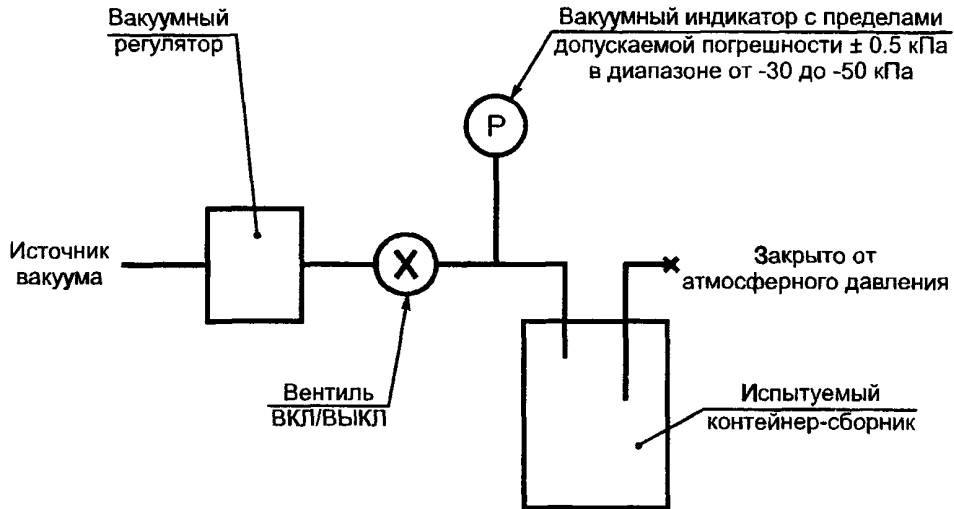 Вакуумный
регулятор
Вакуумный индикатор с пределами
допускаемой погрешности ± 0.5 кПа
в диапазоне от -30 до -50 кПа
P
Источник
вакуума
X
Закрыто от
атмосферного давления
Вентиль
ВКЛ/ВЫКЛ
Испытуемый
контейнер-сборник